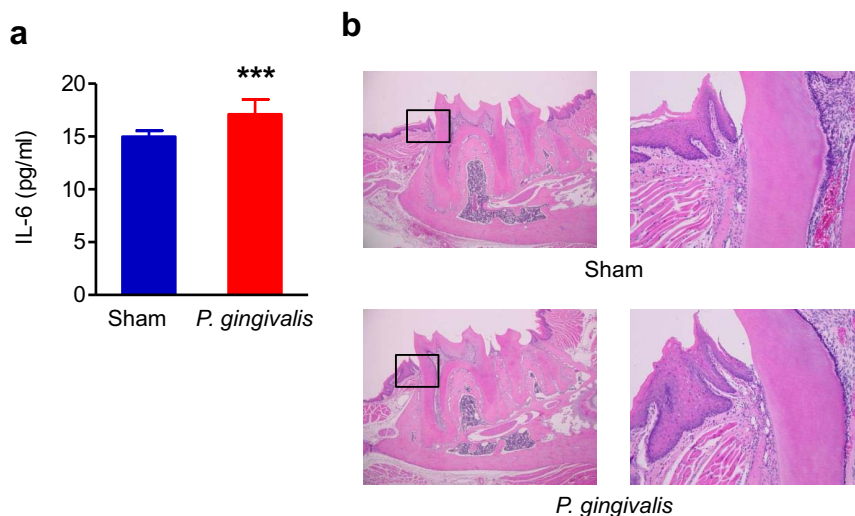 a
b
***
20
15
10
5
0
IL-6 (pg/ml)
Sham
P. gingivalis
Sham
P. gingivalis